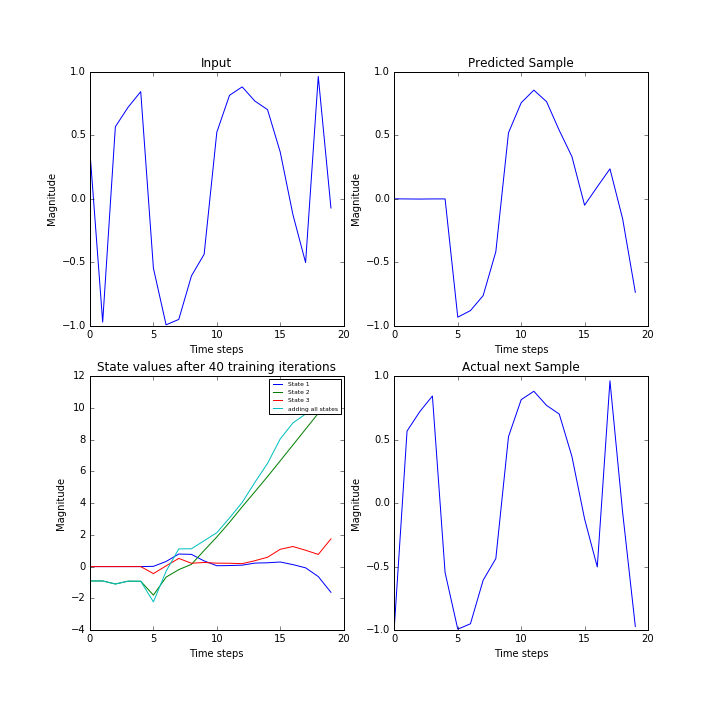 Input
Magnitude
1.0
0.5
0.0
−0.5
−1.0
0 5 10 15 20
Time steps
Predicted Sample
Magnitude
1.0
0.5
0.0
−0.5
−1.0
0 5 10 15 20
Time steps
State values after 40 training iterations
Magnitude
12
10
8
6
4
2
0
−2
−4
0 5 10 15 20
Time steps
State 1
State 2
State 3
adding all states
Actual next Sample
Magnitude
1.0
0.5
0.0
−0.5
−1.0
0 5 10 15 20
Time steps